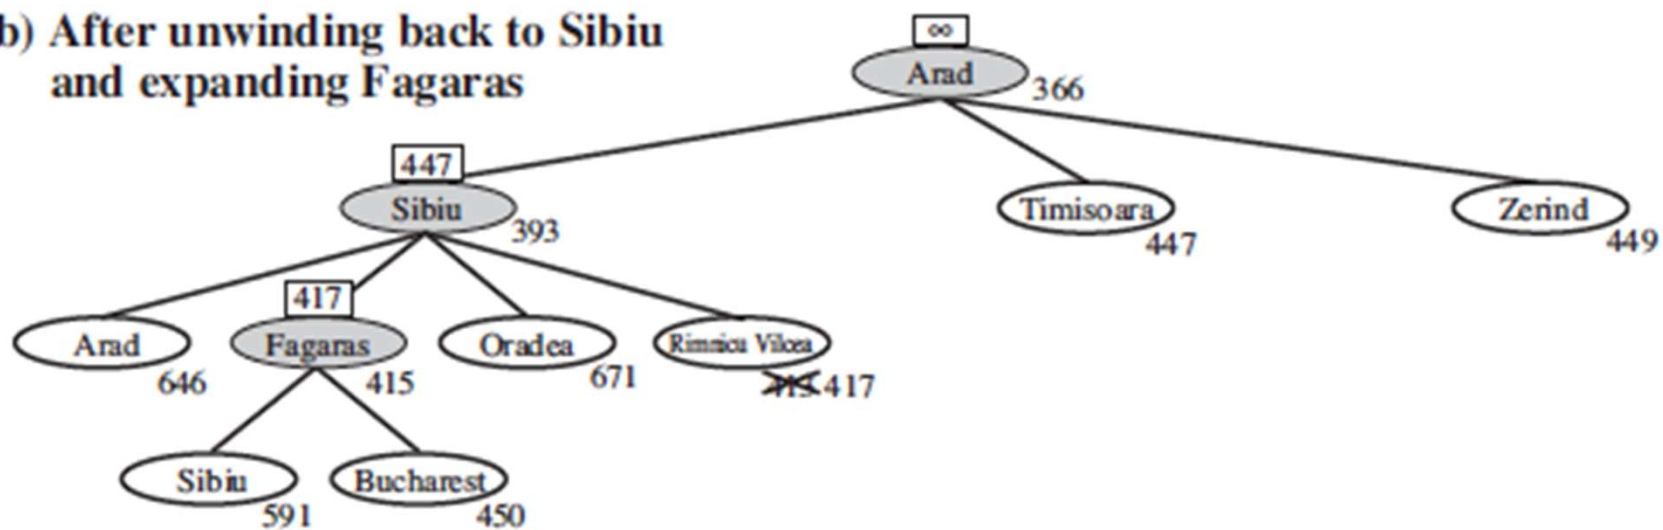 b) After unwinding back to Sibiu
and expanding Fagaras
∞
Arad
366
447
Sibiu
393
Timisoara
447
Zerind
449
417
Arad
646
Fagaras
415
Oradea
671
Rimnicu Vilcea
413 417
Sibiu
591
Bucharest
450